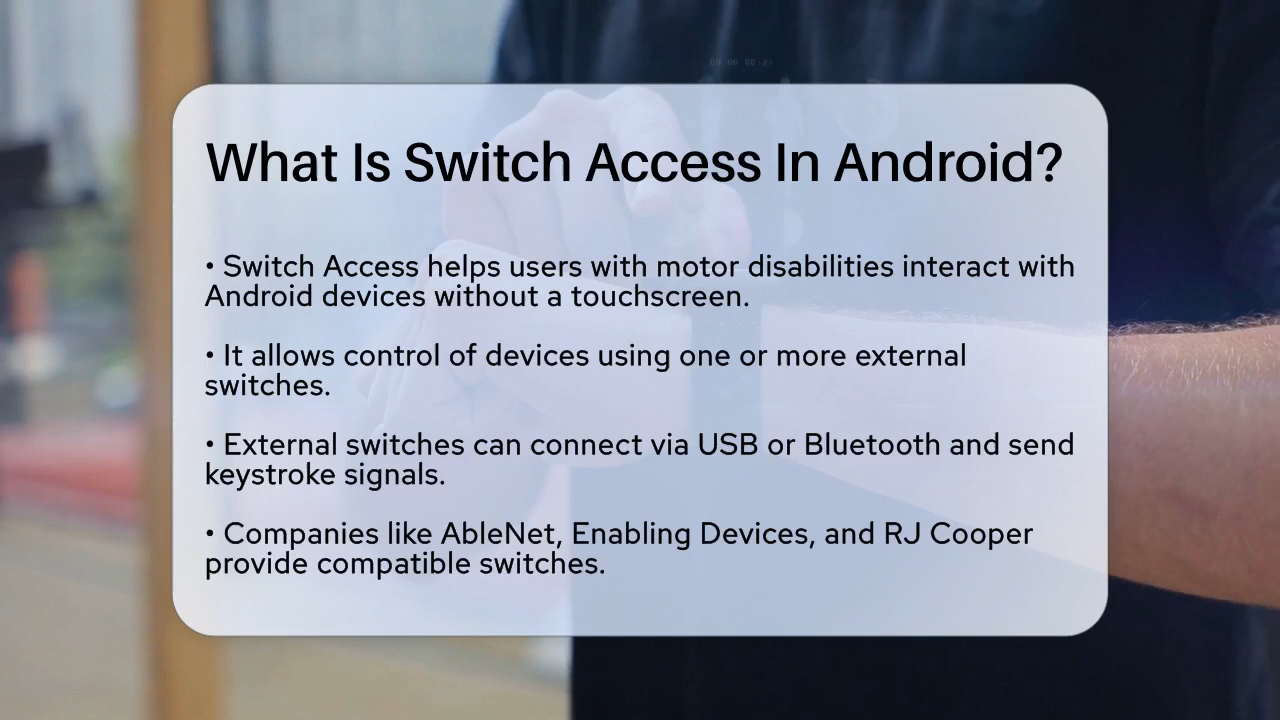 What Is Switch Access In Android?
• Switch Access helps users with motor disabilities interact with
Android devices without a touchscreen.
• It allows control of devices using one or more external
switches.
• External switches can connect via USB or Bluetooth and send
keystroke signals.
• Companies like AbleNet, Enabling Devices, and RJ Cooper
provide compatible switches.